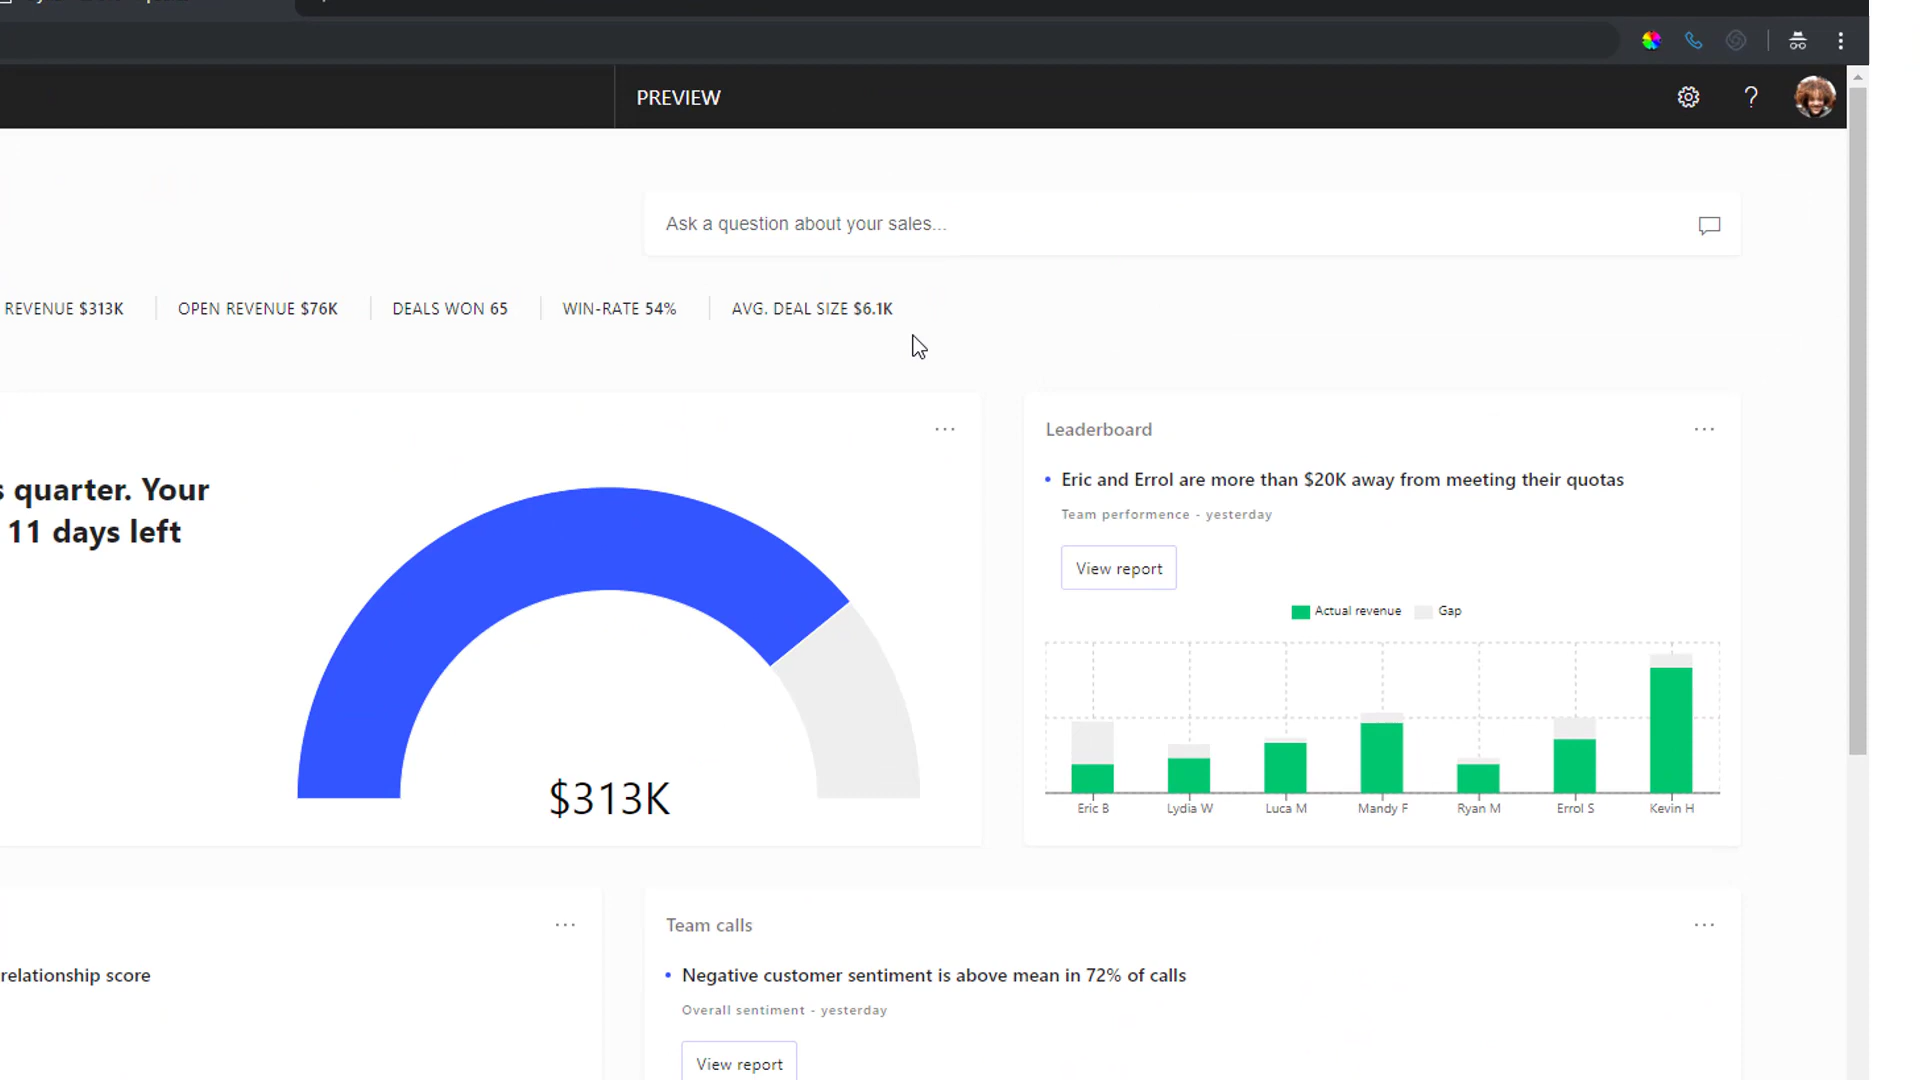 PREVIEW
?
Ask a question about your sales...
REVENUE $313K
OPEN REVENUE $76K
DEALS WON 65
WIN-RATE 54%
AVG. DEAL SIZE $6.1K
s quarter. Your
11 days left
$313K
Leaderboard
Eric and Errol are more than $20K away from meeting their quotas
Team performence - yesterday
View report
Actual revenue
Gap
Eric B
Lydia W
Luca M
Mandy F
Ryan M
Errol S
Kevin H
relationship score
Team calls
Negative customer sentiment is above mean in 72% of calls
Overall sentiment - yesterday
View report